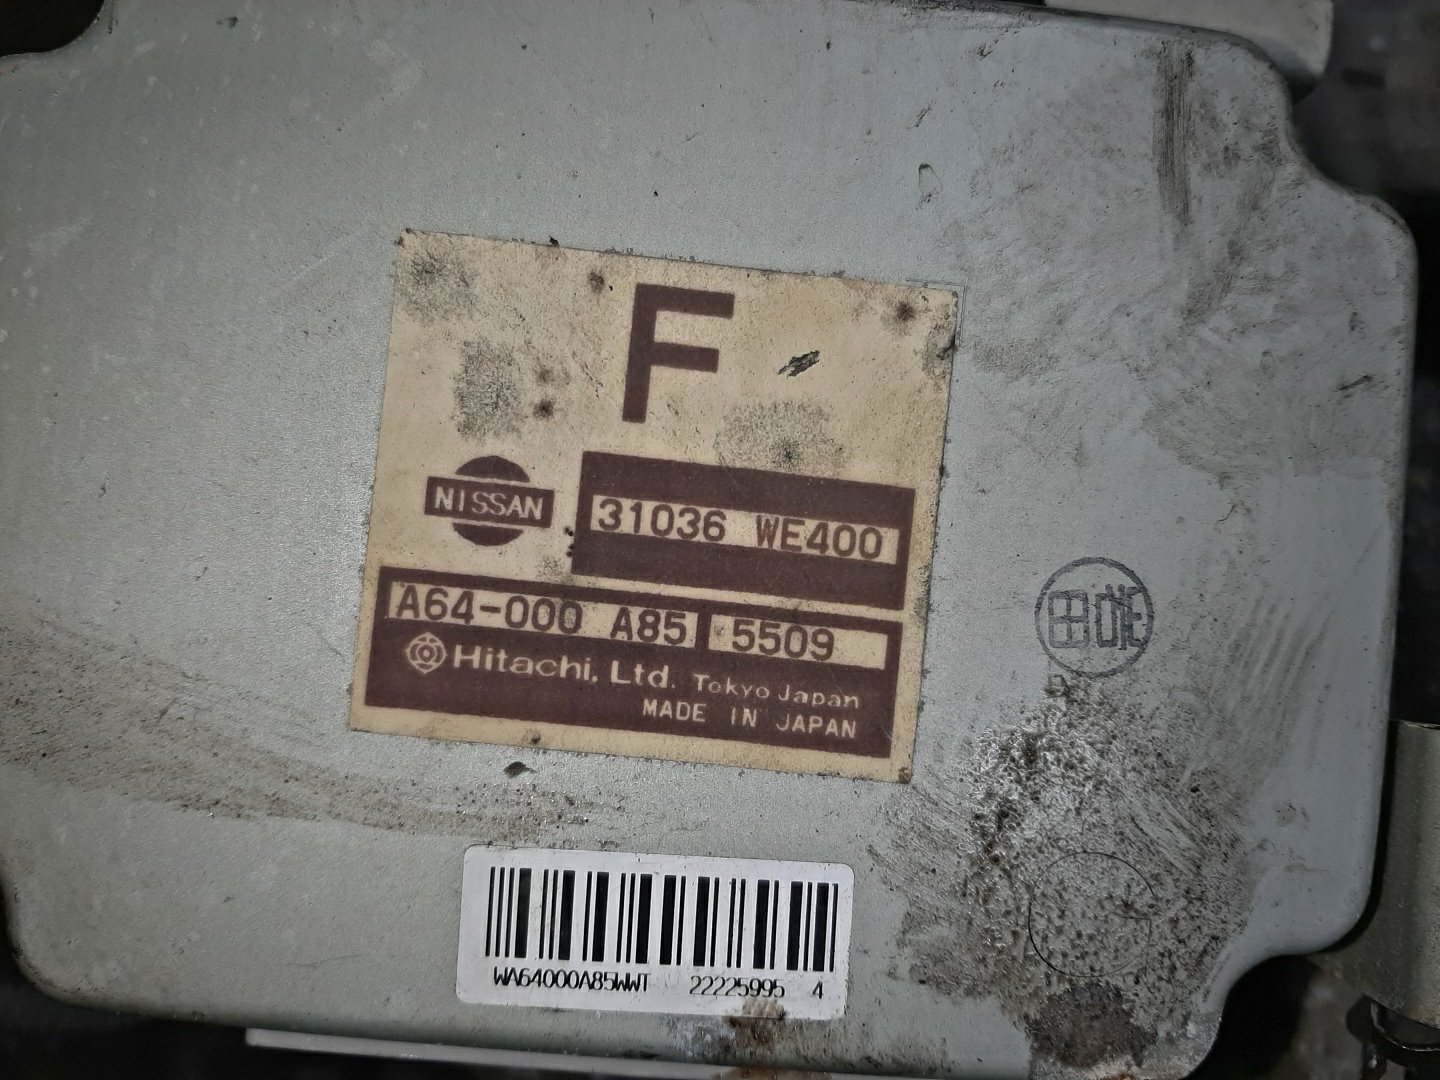 F
NISSAN
31036 WE400
A64-000 A85 5509
Hitachi, Ltd. Tokyo Japan
MADE IN JAPAN
WA64000A85WWT 22225995 4